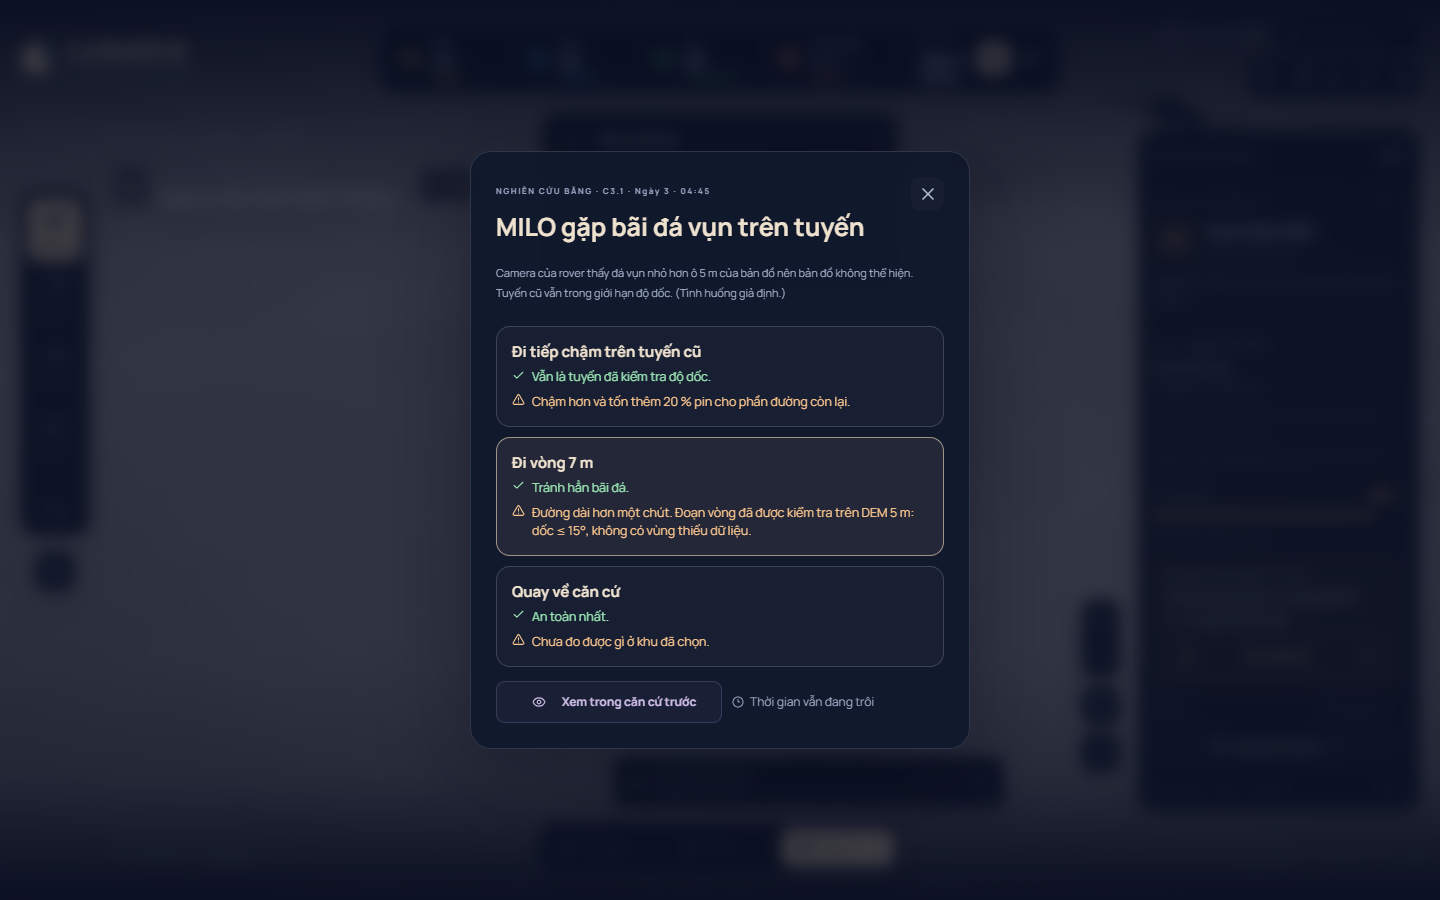 NGHIÊN CỨU BĂNG · C3.1 · Ngày 3 · 04:45
MILO gặp bãi đá vụn trên tuyến
Camera của rover thấy đá vụn nhỏ hơn ô 5 m của bản đồ nên bản đồ không thể hiện.
Tuyến cũ vẫn trong giới hạn độ dốc. (Tình huống giả định.)
Đi tiếp chậm trên tuyến cũ
Vẫn là tuyến đã kiểm tra độ dốc.
Chậm hơn và tốn thêm 20 % pin cho phần đường còn lại.
Đi vòng 7 m
Tránh hẳn bãi đá.
Đường dài hơn một chút. Đoạn vòng đã được kiểm tra trên DEM 5 m:
dốc ≤ 15°, không có vùng thiếu dữ liệu.
Quay về căn cứ
An toàn nhất.
Chưa đo được gì ở khu đã chọn.
Xem trong căn cứ trước
Thời gian vẫn đang trôi